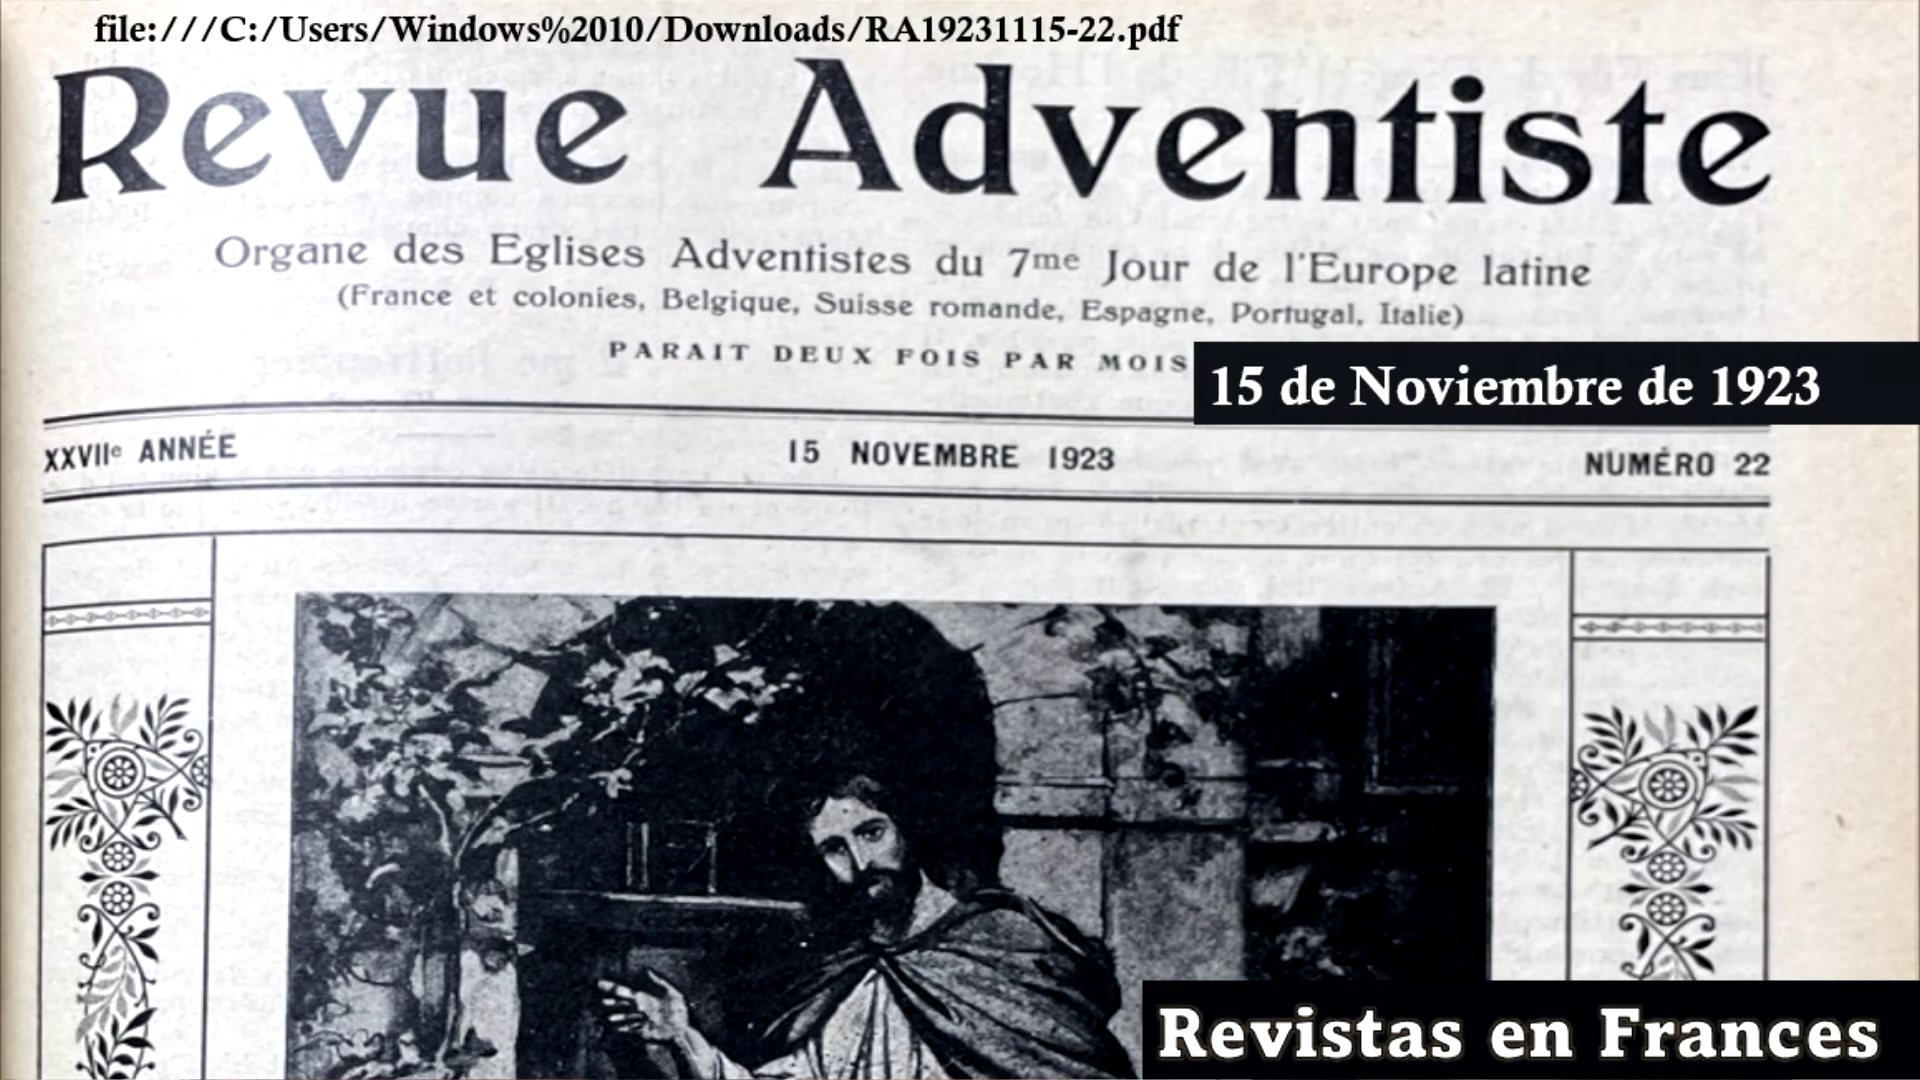 file:///C:/Users/Windows%2010/Downloads/RA19231115-22.pdf
Revue Adventiste
Organe des Eglises Adventistes du 7me Jour de l'Europe latine
(France et colonies, Belgique, Suisse romande, Espagne, Portugal, Italie)
PARAIT DEUX FOIS PAR MOIS
15 de Noviembre de 1923
XXVIIe ANNÉE 15 NOVEMBRE 1923 NUMÉRO 22
Revistas en Frances